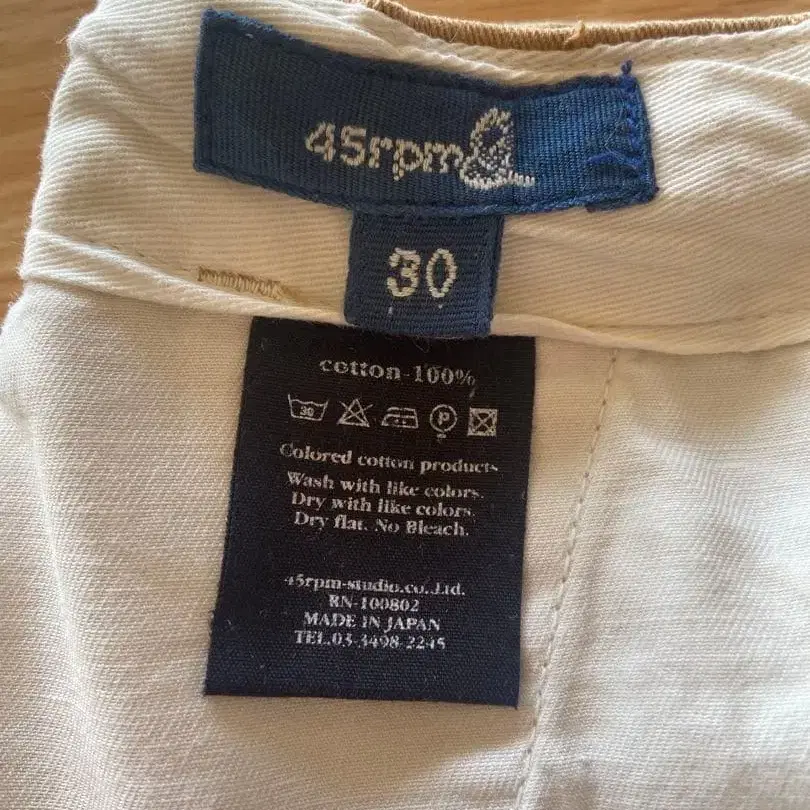 45rpm
30
cotton-100%
30
P
Colored cotton products
Wash with like colors.
Dry with like colors.
Dry flat. No Bleach.
45rpm-studio.co.,Ltd.
RN-100802
MADE IN JAPAN
TEL.03-3498-2245